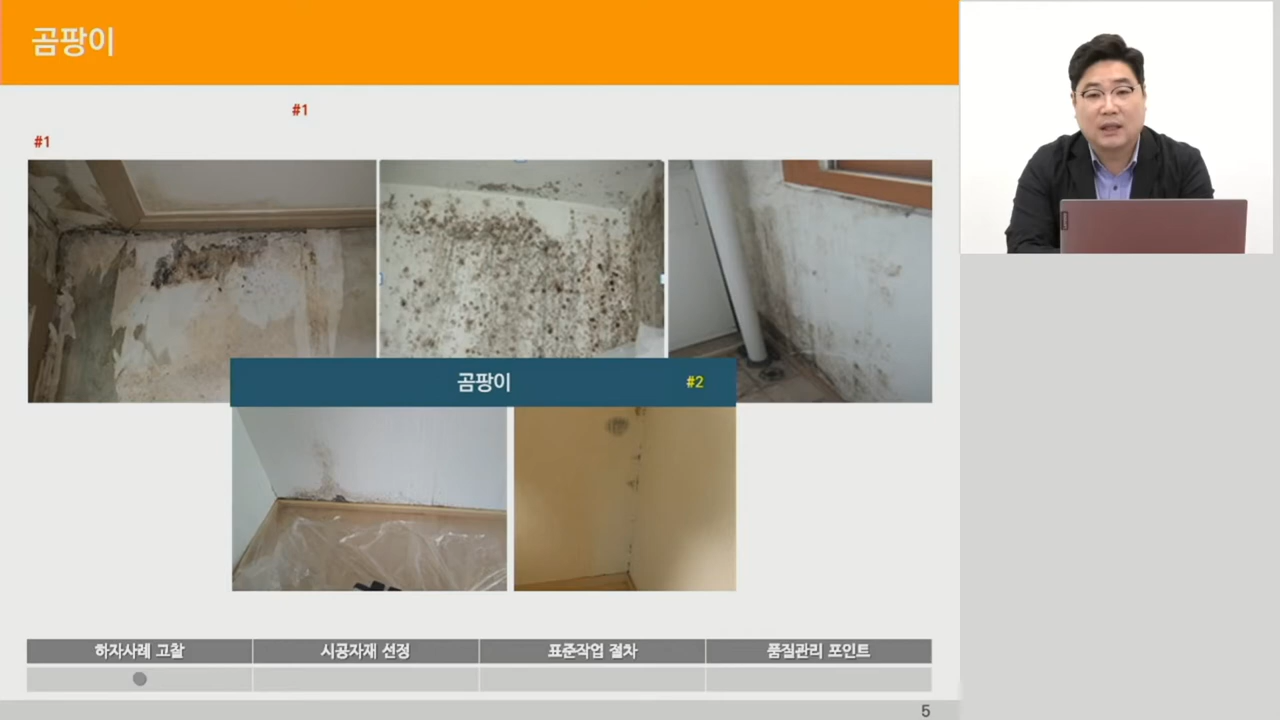 곰팡이
#1
#1
곰팡이 #2
하자사례 고찰 시공자재 선정 표준작업 절차 품질관리 포인트
5